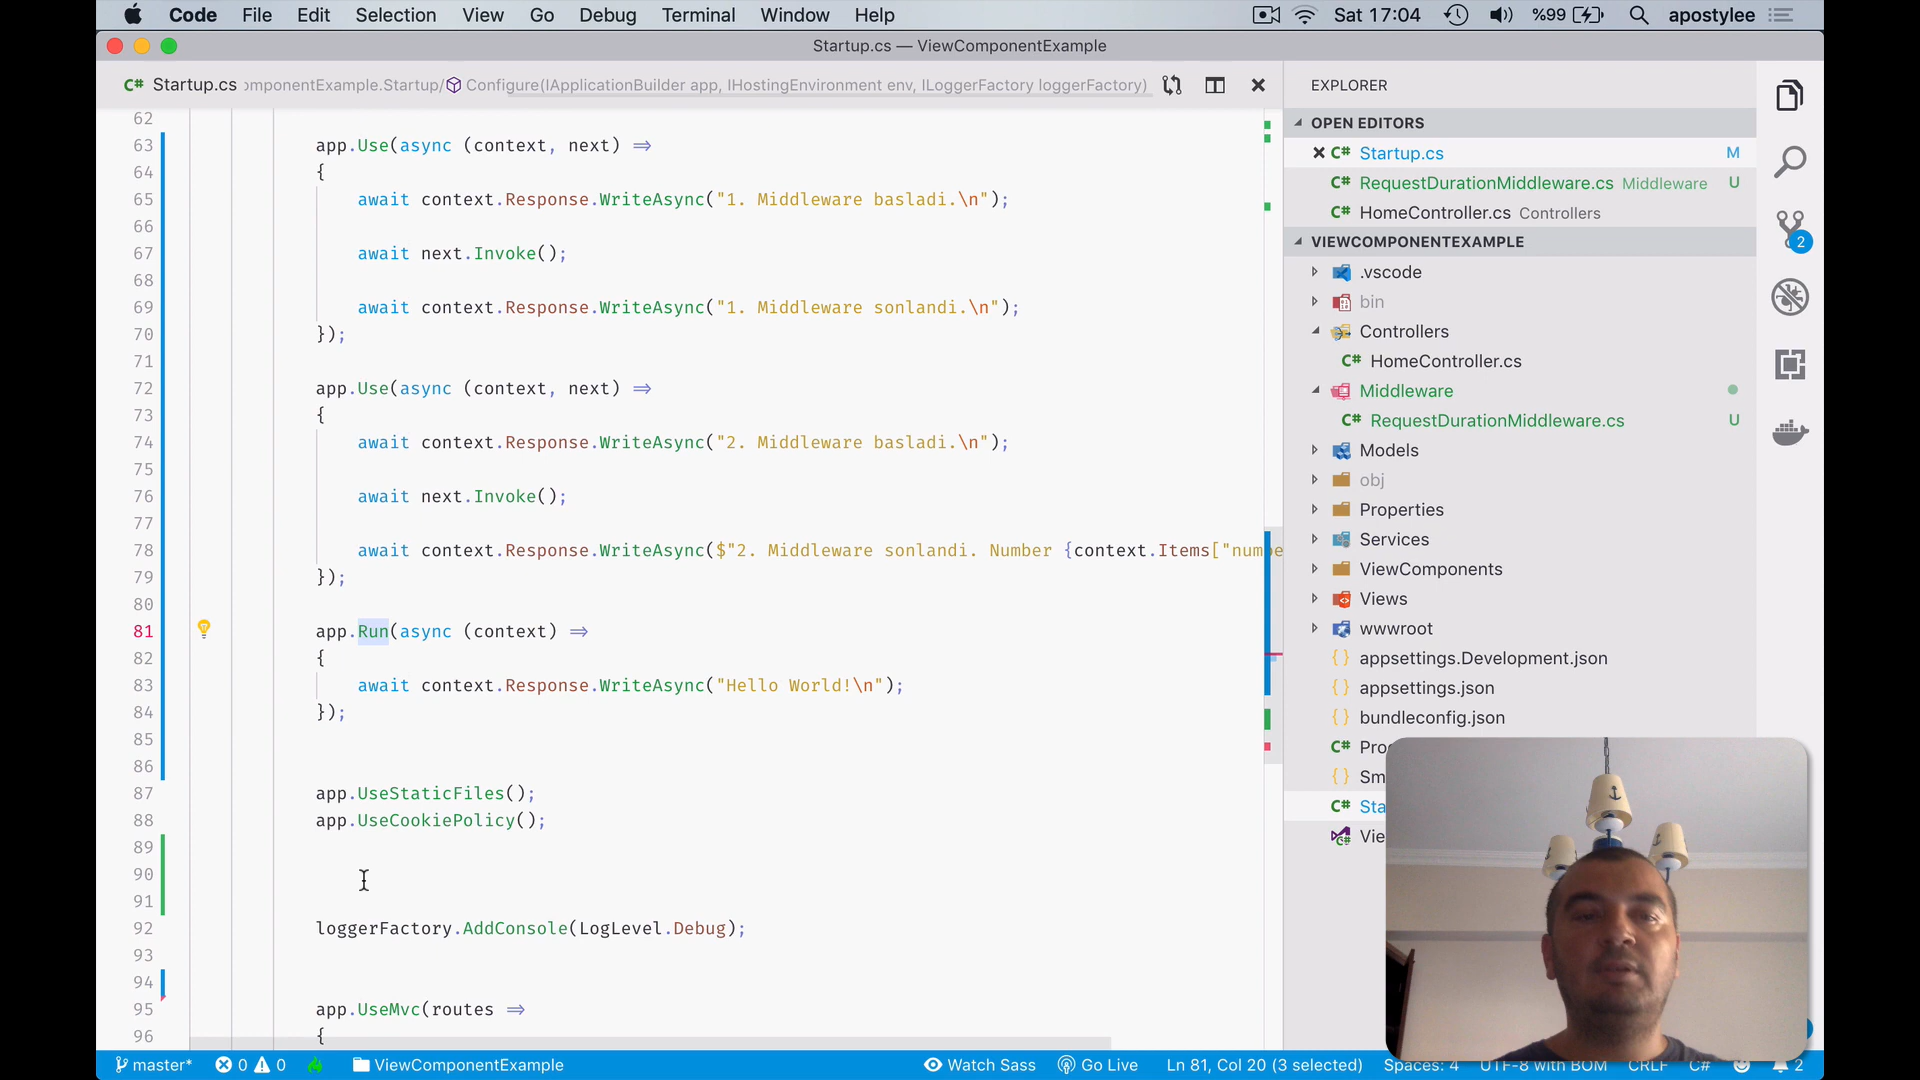 Code File Edit Selection View Go Debug Terminal Window Help Sat 17:04 %99 apostylee
Startup.cs — ViewComponentExample
C# Startup.cs omponentExample.Startup/ Configure(IApplicationBuilder app, IHostingEnvironment env, ILoggerFactory loggerFactory)
62
63 app.Use(async (context, next) =>
64 {
65 await context.Response.WriteAsync("1. Middleware basladi.\n");
66
67 await next.Invoke();
68
69 await context.Response.WriteAsync("1. Middleware sonlandi.\n");
70 });
71
72 app.Use(async (context, next) =>
73 {
74 await context.Response.WriteAsync("2. Middleware basladi.\n");
75
76 await next.Invoke();
77
78 await context.Response.WriteAsync($"2. Middleware sonlandi. Number {context.Items["numbe
79 });
80
81 app.Run(async (context) =>
82 {
83 await context.Response.WriteAsync("Hello World!\n");
84 });
85
86
87 app.UseStaticFiles();
88 app.UseCookiePolicy();
89
90
91
92 loggerFactory.AddConsole(LogLevel.Debug);
93
94
95 app.UseMvc(routes =>
96 {
EXPLORER
OPEN EDITORS
C# Startup.cs M
C# RequestDurationMiddleware.cs Middleware U
C# HomeController.cs Controllers
VIEWCOMPONENTEXAMPLE
.vscode
bin
Controllers
C# HomeController.cs
Middleware
C# RequestDurationMiddleware.cs U
Models
obj
Properties
Services
ViewComponents
Views
wwwroot
{} appsettings.Development.json
{} appsettings.json
{} bundleconfig.json
C# Pro
{} Sm
C# Sta
Vie
2
master* 0 0 ViewComponentExample Watch Sass Go Live Ln 81, Col 20 (3 selected) Spaces: 4 UTF-8 with BOM CRLF C# 2